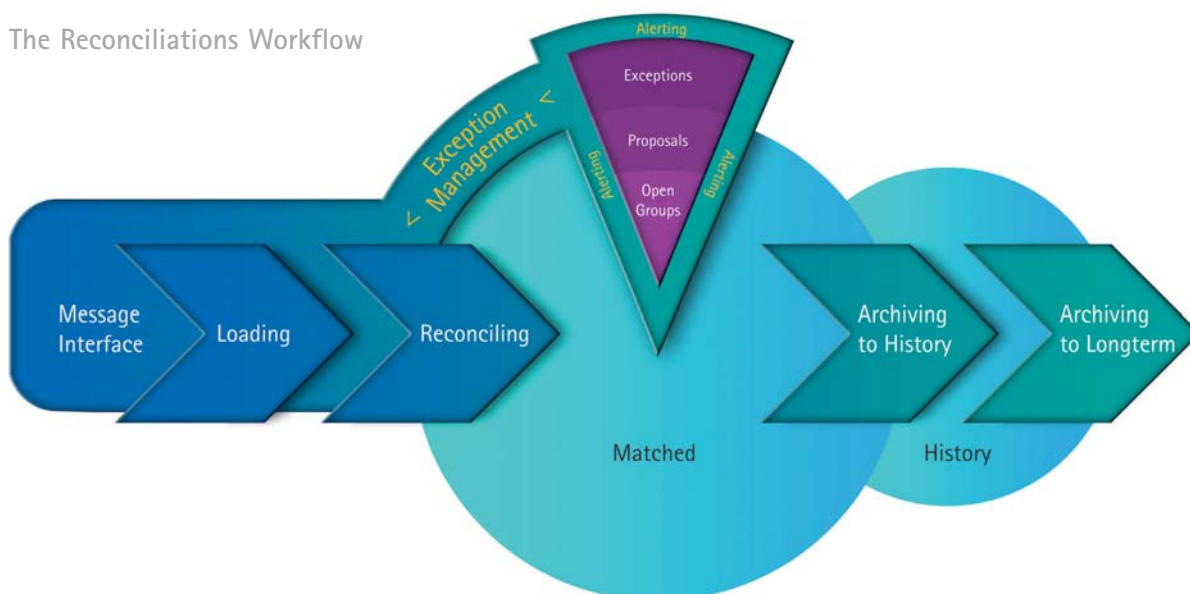 The Reconciliations Workflow
Alerting
Exceptions
Proposals
Open
Groups
Alerting
Alerting
< Exception
Management <
Message
Interface
Loading
Reconciling
Archiving
to History
Archiving
to Longterm
Matched
History